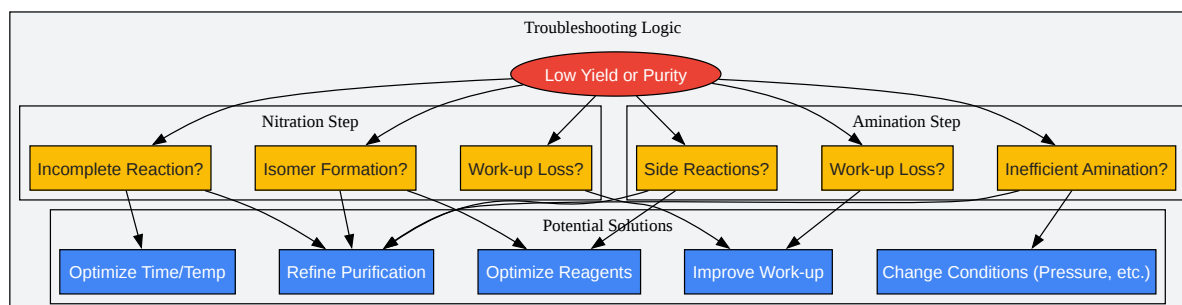 Troubleshooting Logic
Low Yield or Purity
Nitration Step
Amination Step
Incomplete Reaction?
Isomer Formation?
Work-up Loss?
Side Reactions?
Work-up Loss?
Inefficient Amination?
Potential Solutions
Optimize Time/Temp
Refine Purification
Optimize Reagents
Improve Work-up
Change Conditions (Pressure, etc.)